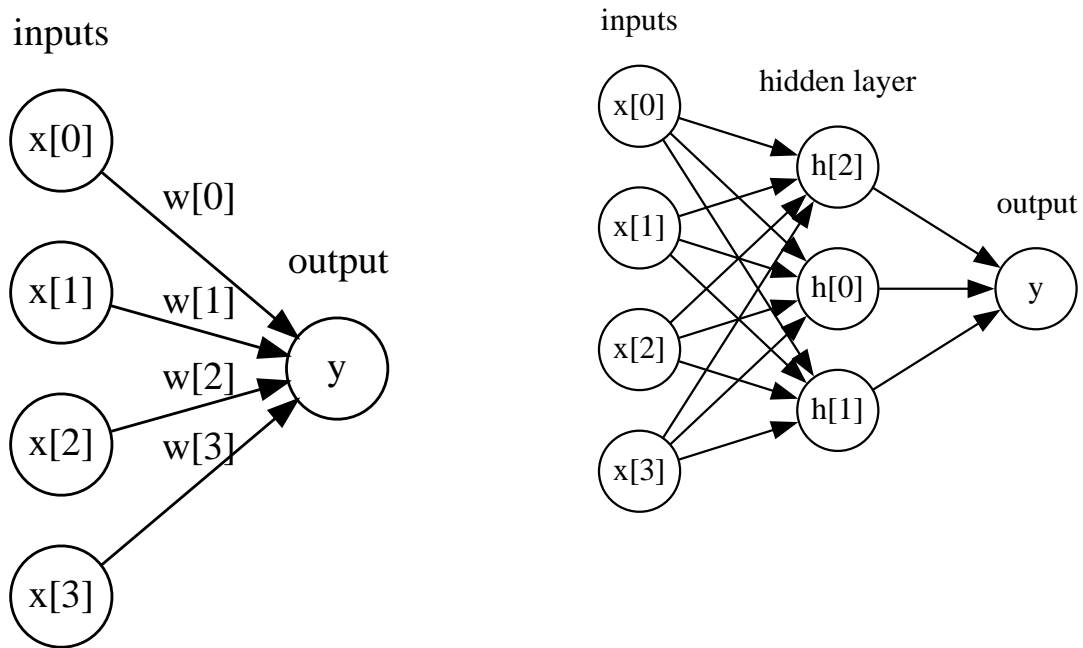 inputs
x[0]
w[0]
output
x[1]
w[1]
y
w[2]
x[2]
w[3]
x[3]
inputs
hidden layer
x[0]
h[2]
output
x[1]
h[0]
y
x[2]
h[1]
x[3]